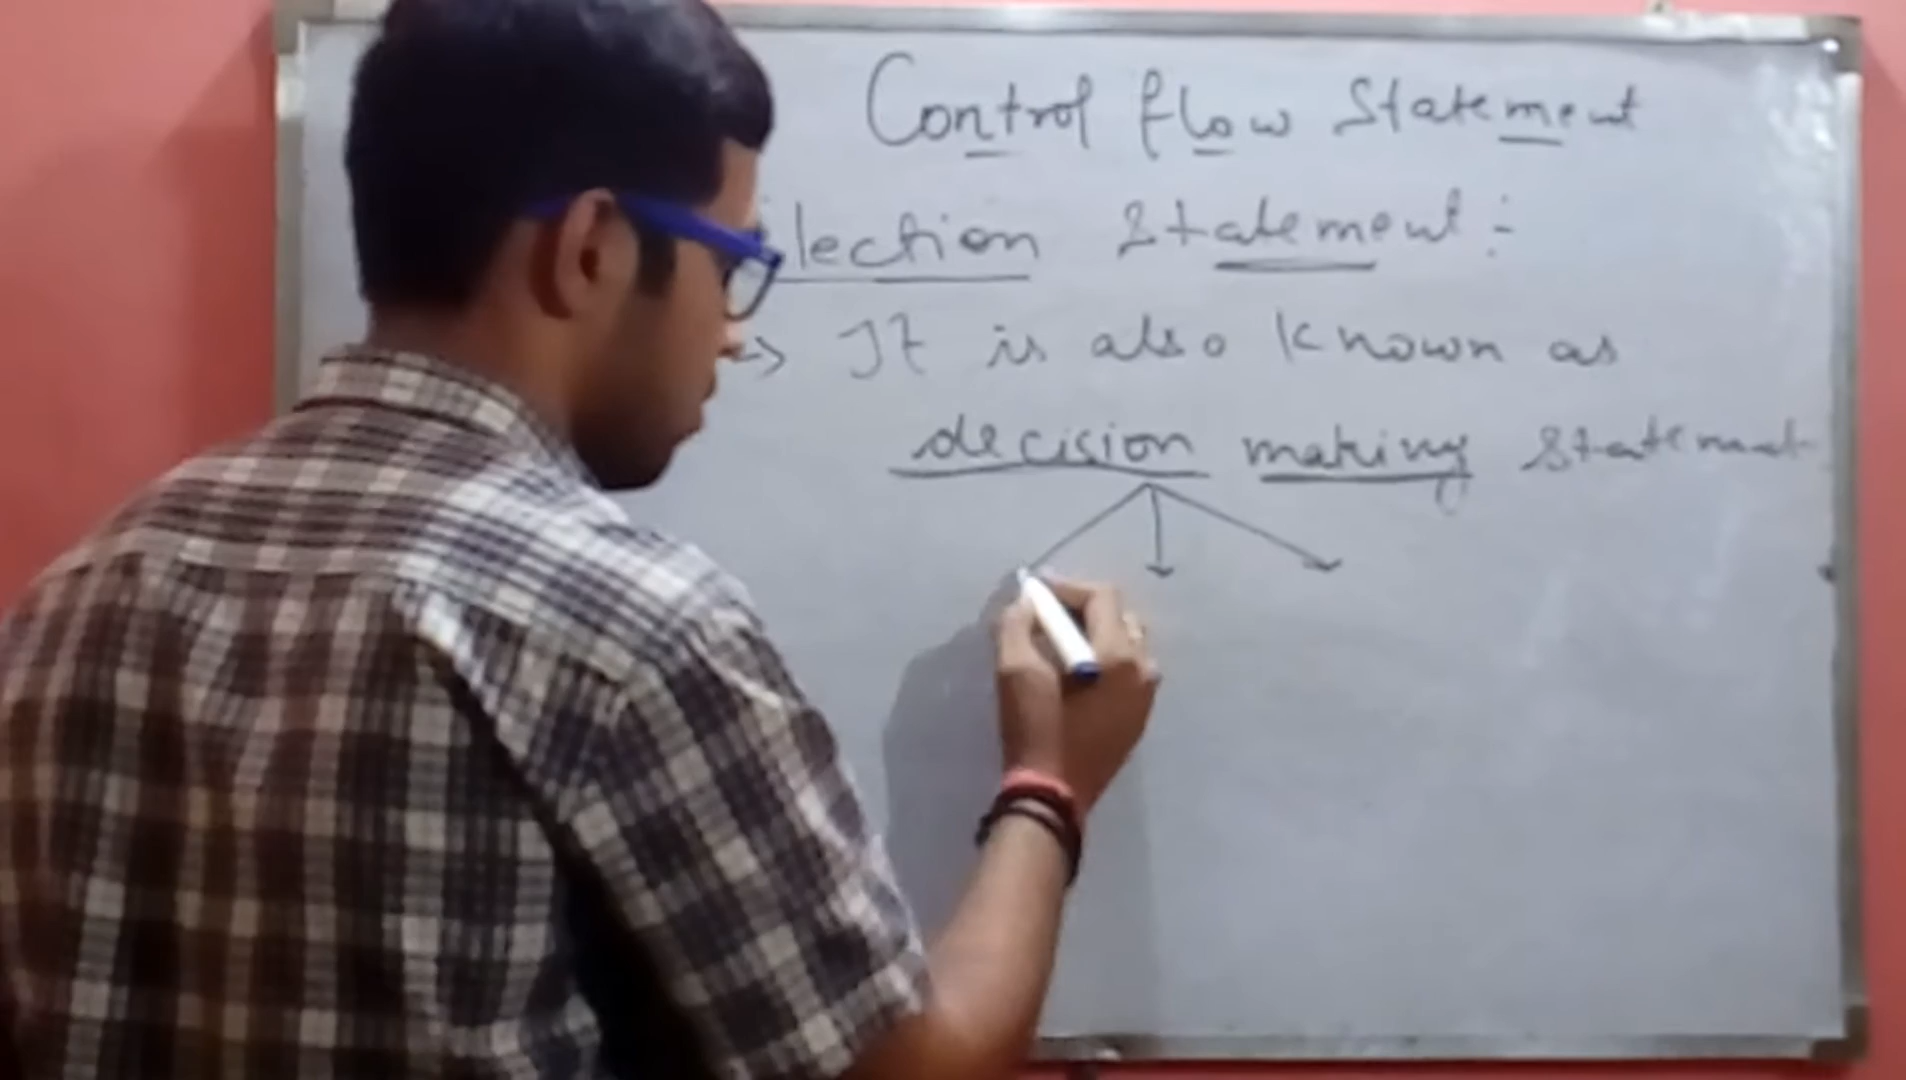 Control flow Statement
lection Statement :-
→ It is also known as
decision making Statement